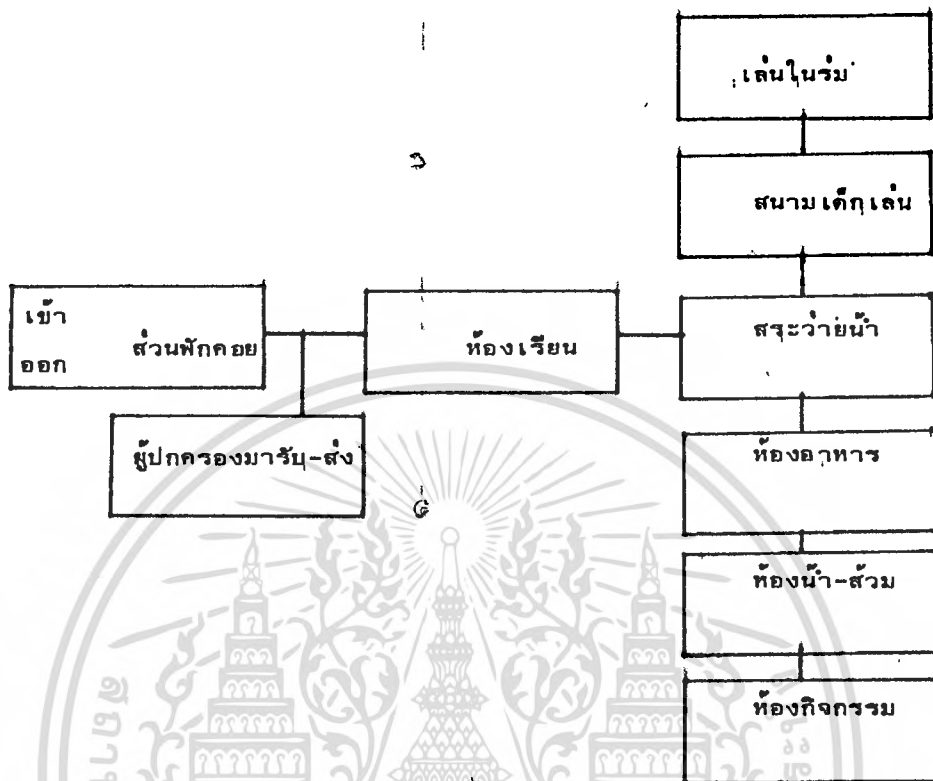 เล่นในร่ม
สนามเด็กเล่น
เข้า
ออก
ส่วนพักคอย
ห้องเรียน
สระว่ายน้ำ
ผู้ปกครองมารับ-ส่ง
ห้องอาหาร
ห้องน้ำ-ส้วม
ห้องกิจกรรม